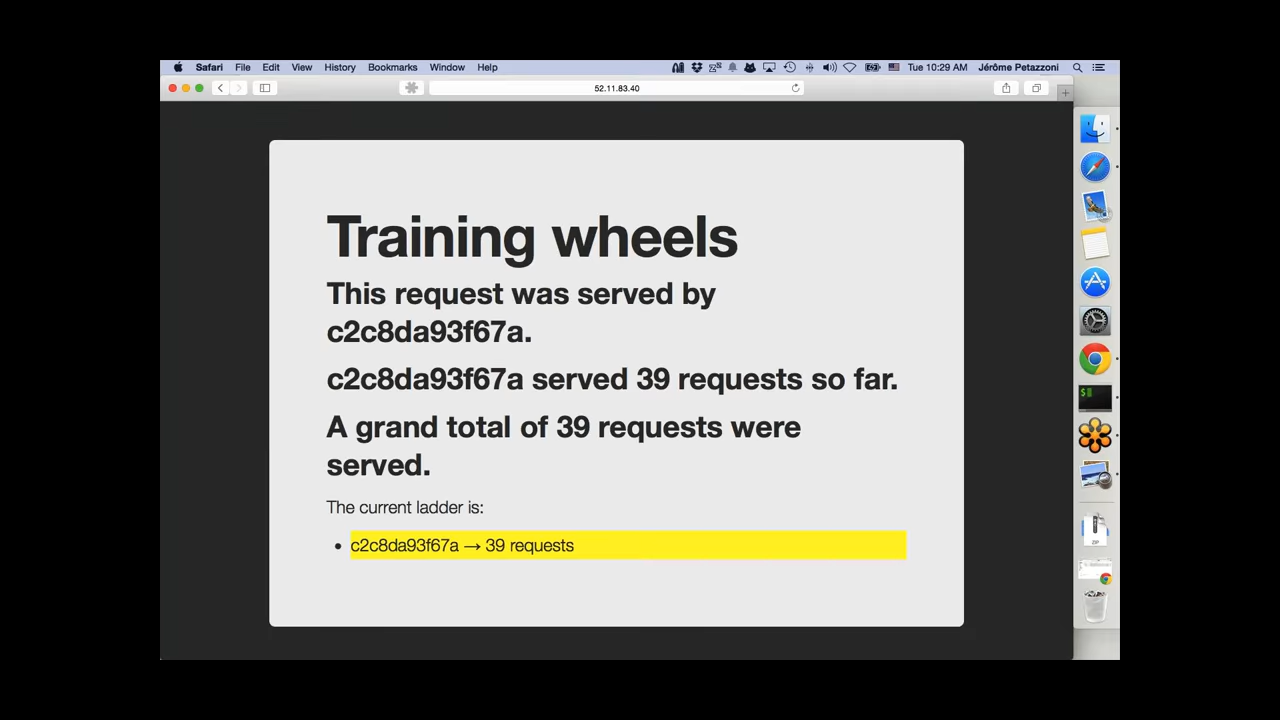 Safari File Edit View History Bookmarks Window Help Tue 10:29 AM Jérôme Petazzoni
52.11.83.40
Training wheels
This request was served by
c2c8da93f67a.
c2c8da93f67a served 39 requests so far.
A grand total of 39 requests were
served.
The current ladder is:
• c2c8da93f67a → 39 requests
ZIP